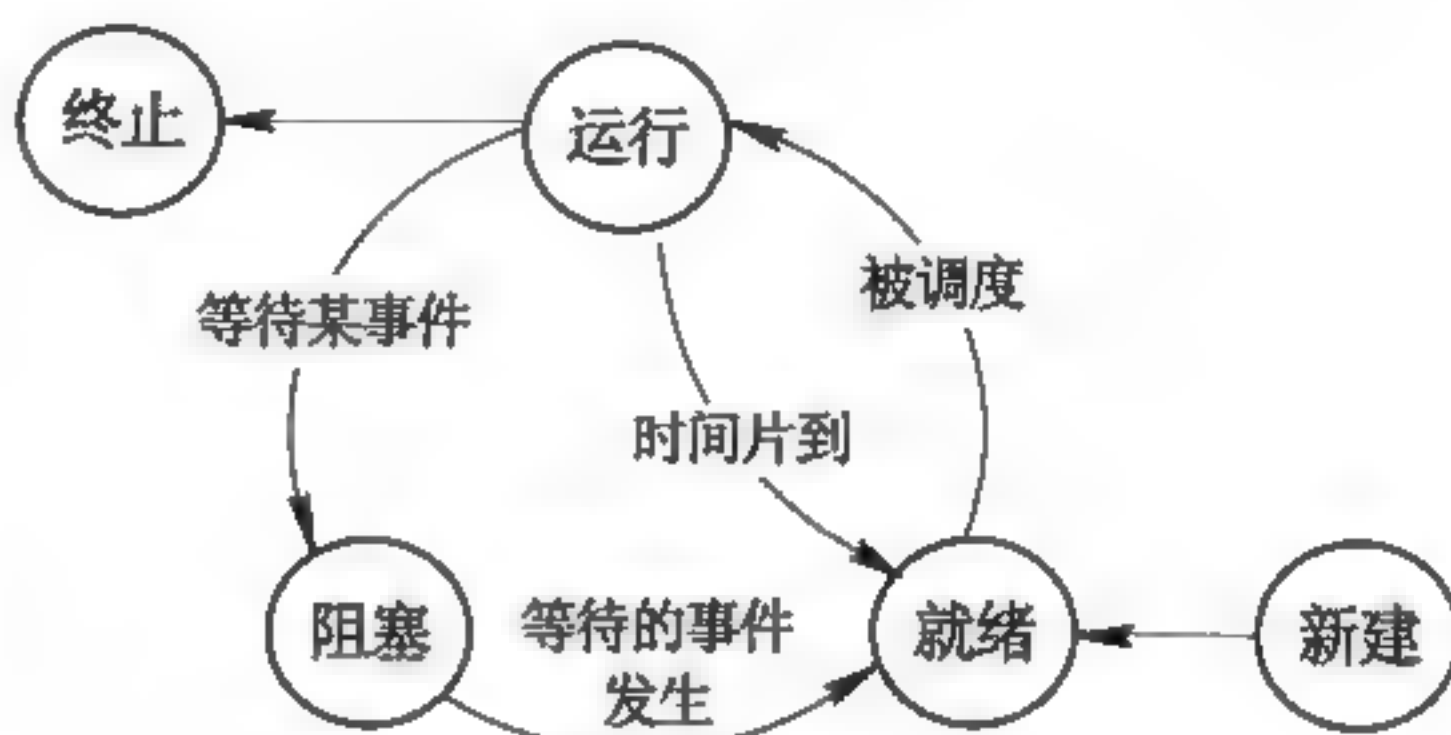 终止
运行
被调度
等待某事件
时间片到
阻塞
等待的事件
发生
就绪
新建